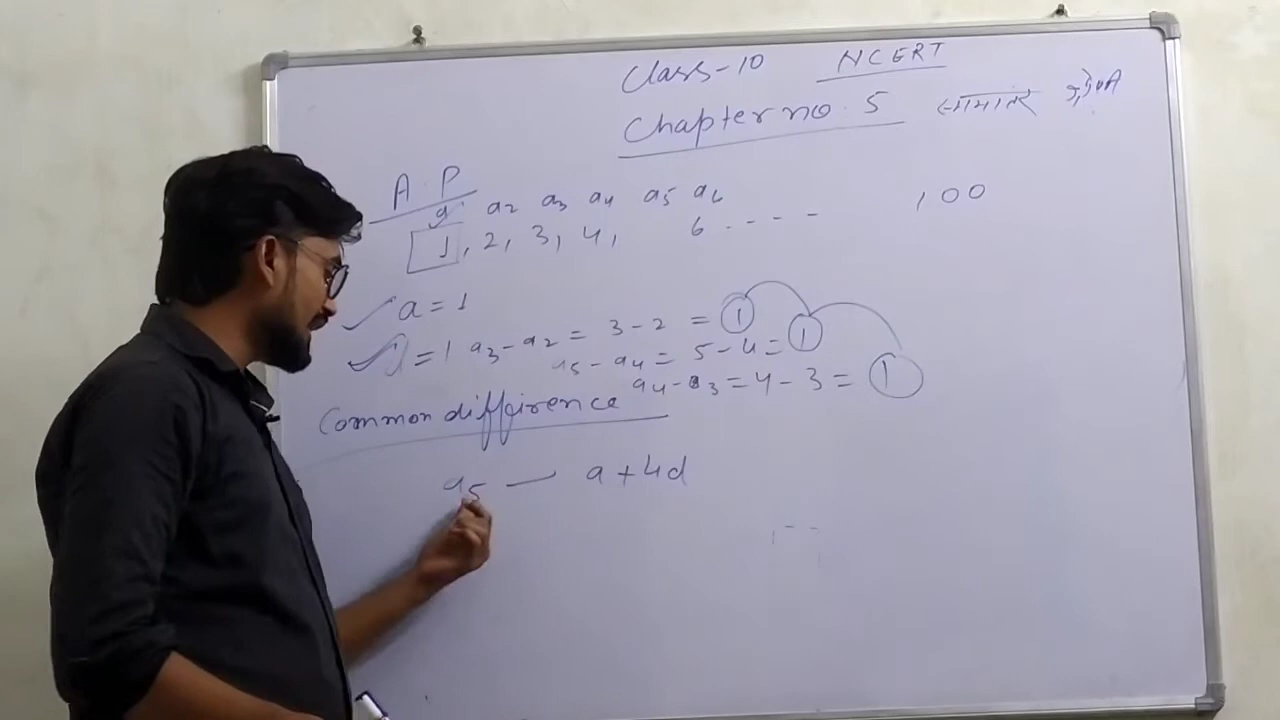 Class-10 NCERT
Chapter no. 5 समान्तर
A.P
a a2 a3 a4 a5 a6
1, 2, 3, 4, 6 - - - - 100
a = 1
d = 1 a3 - a2 = 3 - 2 = 1
a5 - a4 = 5 - 4 = 1
a4 - a3 = 4 - 3 = 1
Common diffirence
a5 — a + 4d